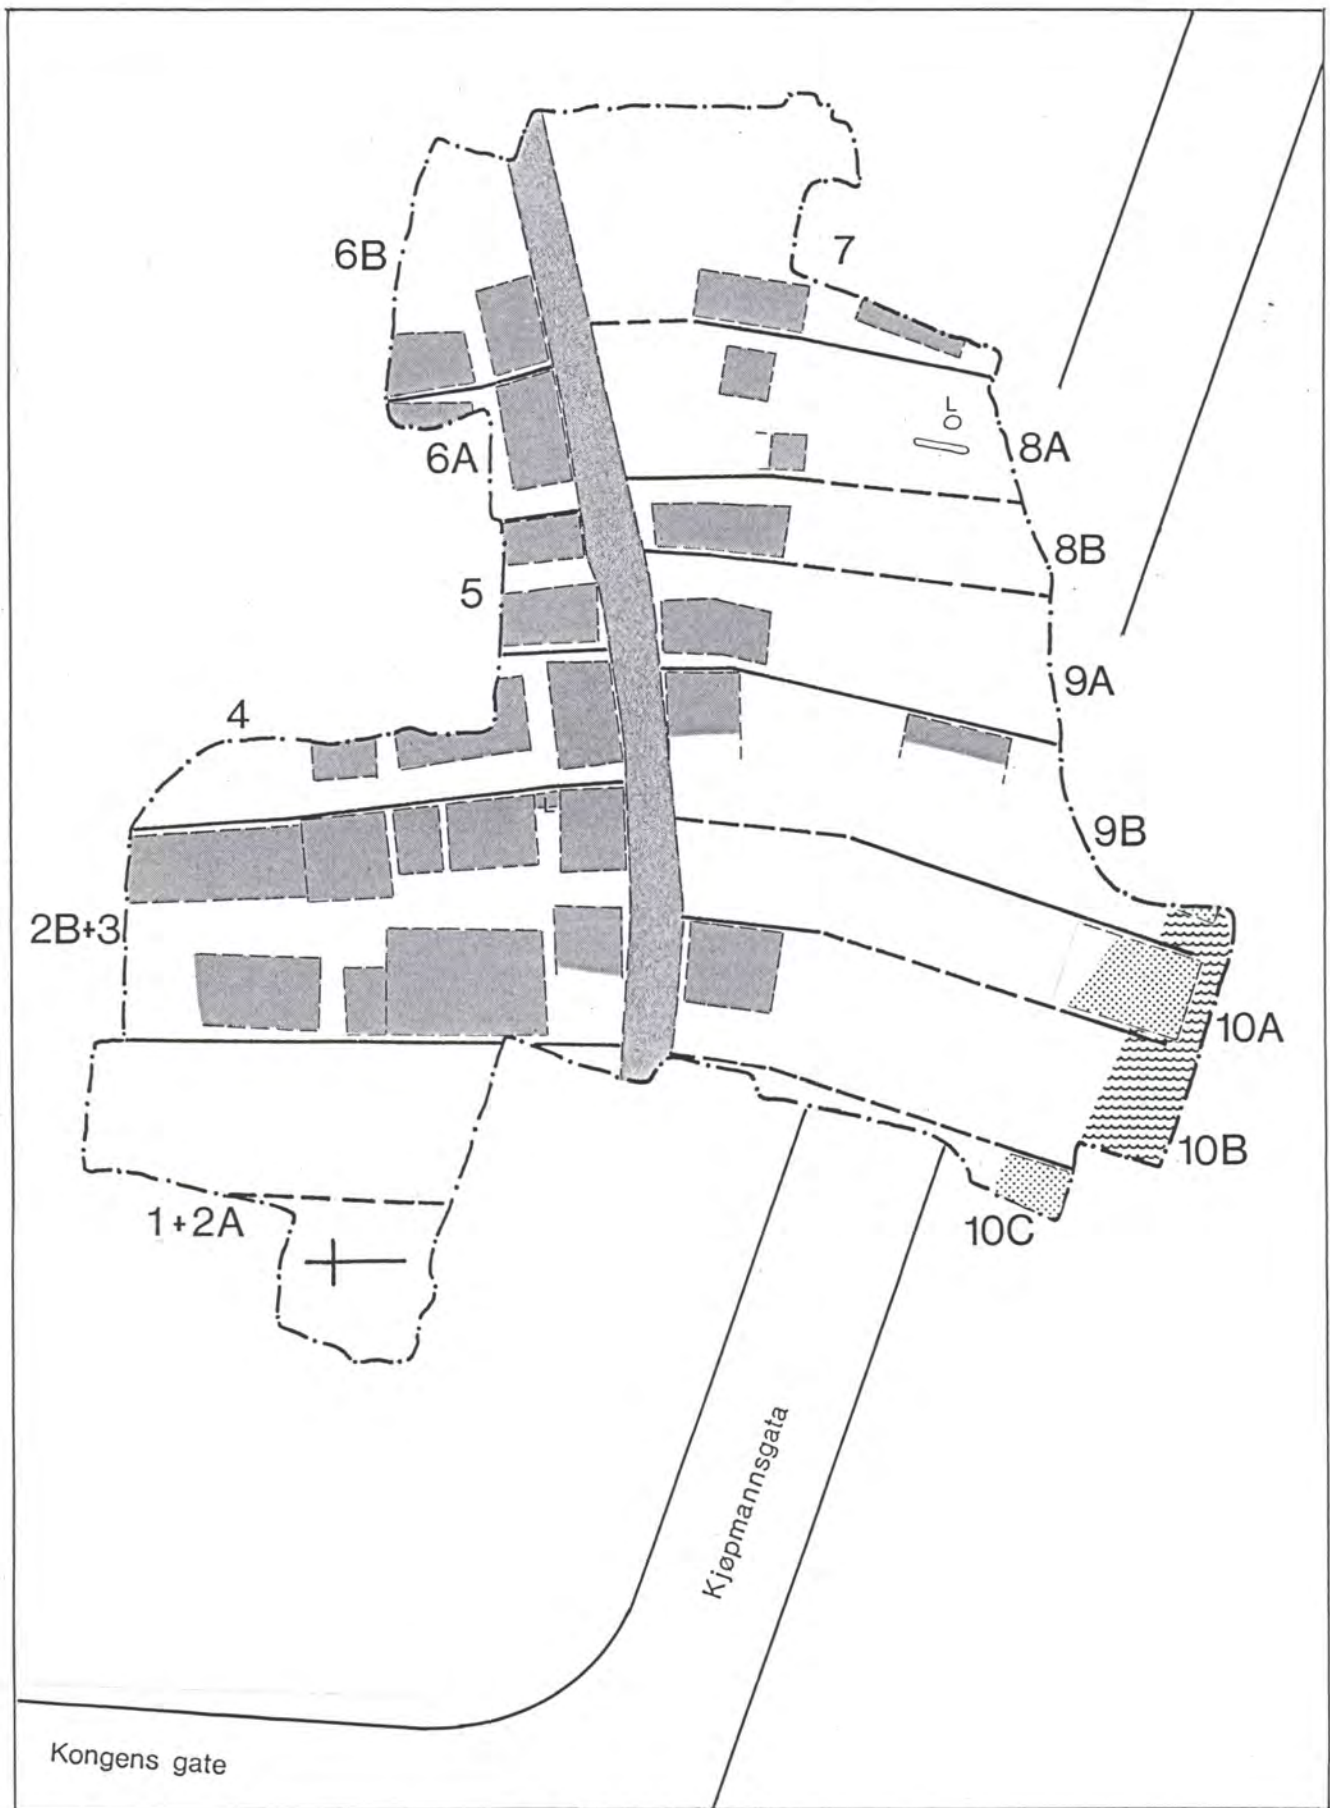 7
6B
L
8A
6A
8B
5
9A
4
9B
L
2B+3
10A
10B
1+2A
10C
Kjøpmannsgata
Kongens gate